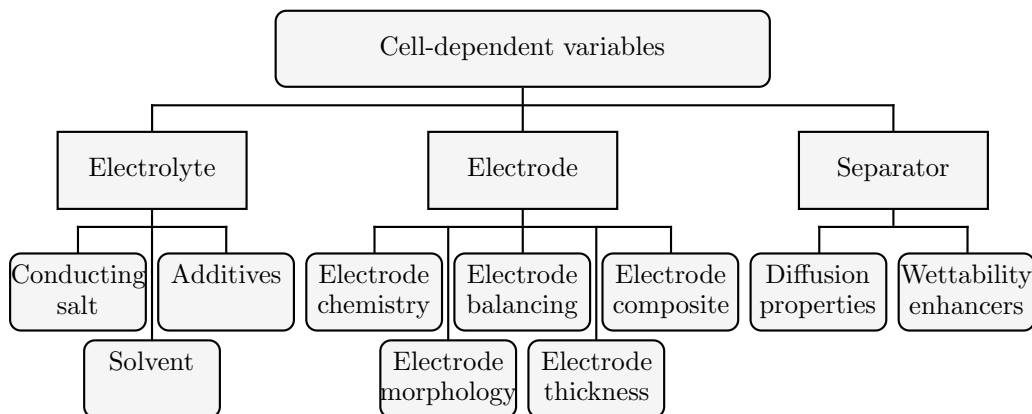 Cell-dependent variables
Electrolyte
Electrode
Separator
Conducting
salt
Additives
Electrode
chemistry
Electrode
balancing
Electrode
composite
Diffusion
properties
Wettability
enhancers
Solvent
Electrode
morphology
Electrode
thickness